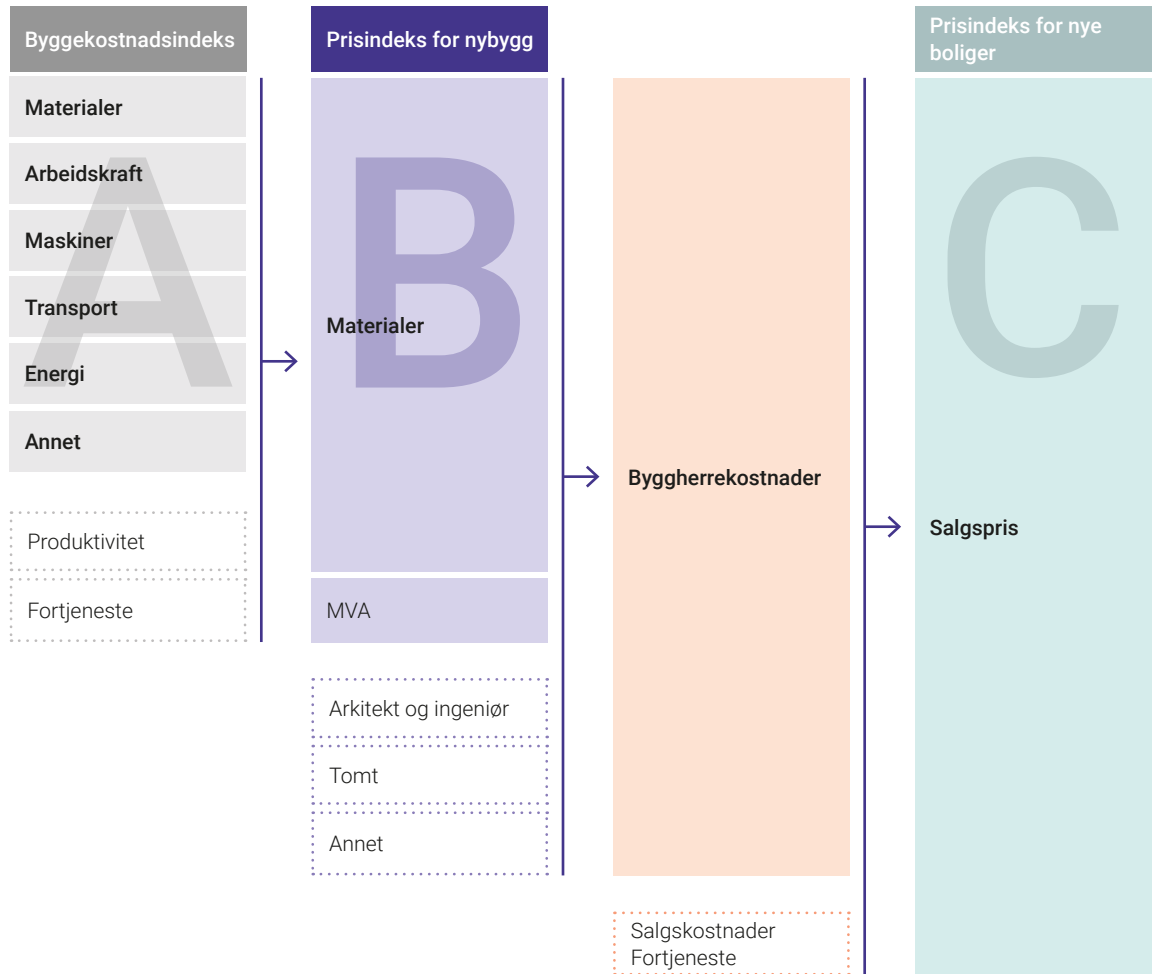 Byggekostnadsindeks
Materialer
Arbeidskraft
Maskiner
Transport
Energi
Annet
A
Produktivitet
Fortjeneste
Prisindeks for nybygg
B
Materialer
MVA
Arkitekt og ingeniør
Tomt
Annet
Byggherrekostnader
Salgskostnader
Fortjeneste
Prisindeks for nye
boliger
C
Salgspris